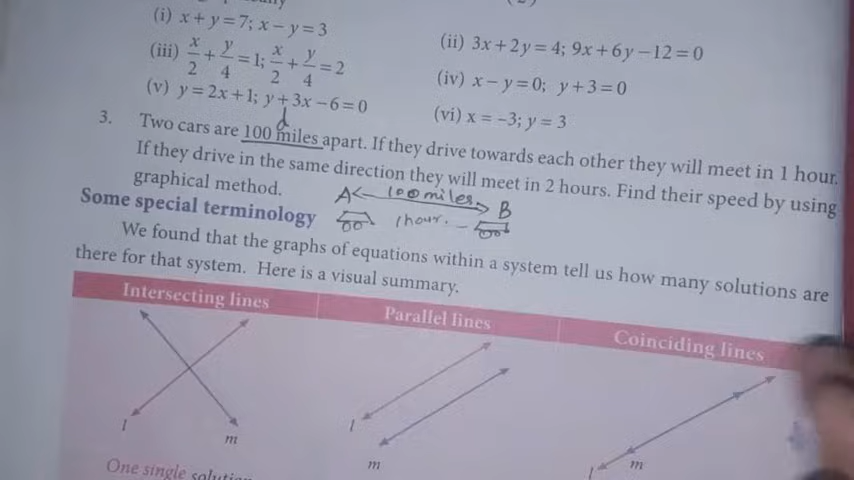 (i) x + y = 7; x − y = 3
(ii) 3x + 2y = 4; 9x + 6y − 12 = 0
(iii) x/2 + y/4 = 1; x/2 + y/4 = 2
(iv) x − y = 0; y + 3 = 0
(v) y = 2x + 1; y + 3x − 6 = 0
(vi) x = −3; y = 3
d
3. Two cars are 100 miles apart. If they drive towards each other they will meet in 1 hour.
If they drive in the same direction they will meet in 2 hours. Find their speed by using
graphical method.
A 100 miles B
1 hour.
Some special terminology
We found that the graphs of equations within a system tell us how many solutions are
there for that system. Here is a visual summary.
Intersecting lines Parallel lines Coinciding lines
l m
l m
l m
One single solution